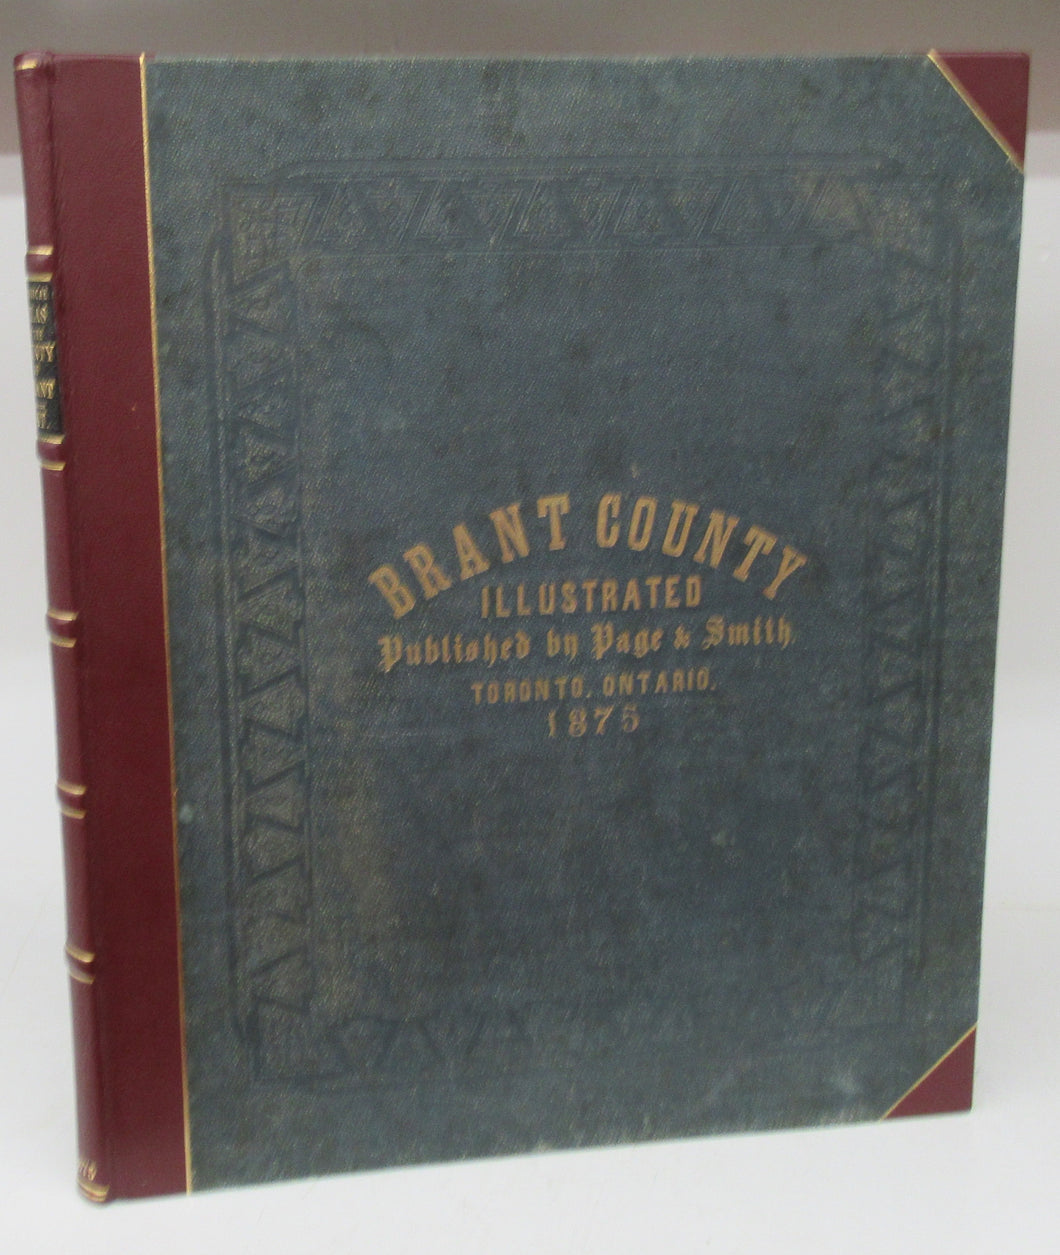 BRANT COUNTY
ILLUSTRATED
Published by Page & Smith
TORONTO, ONTARIO.
1875